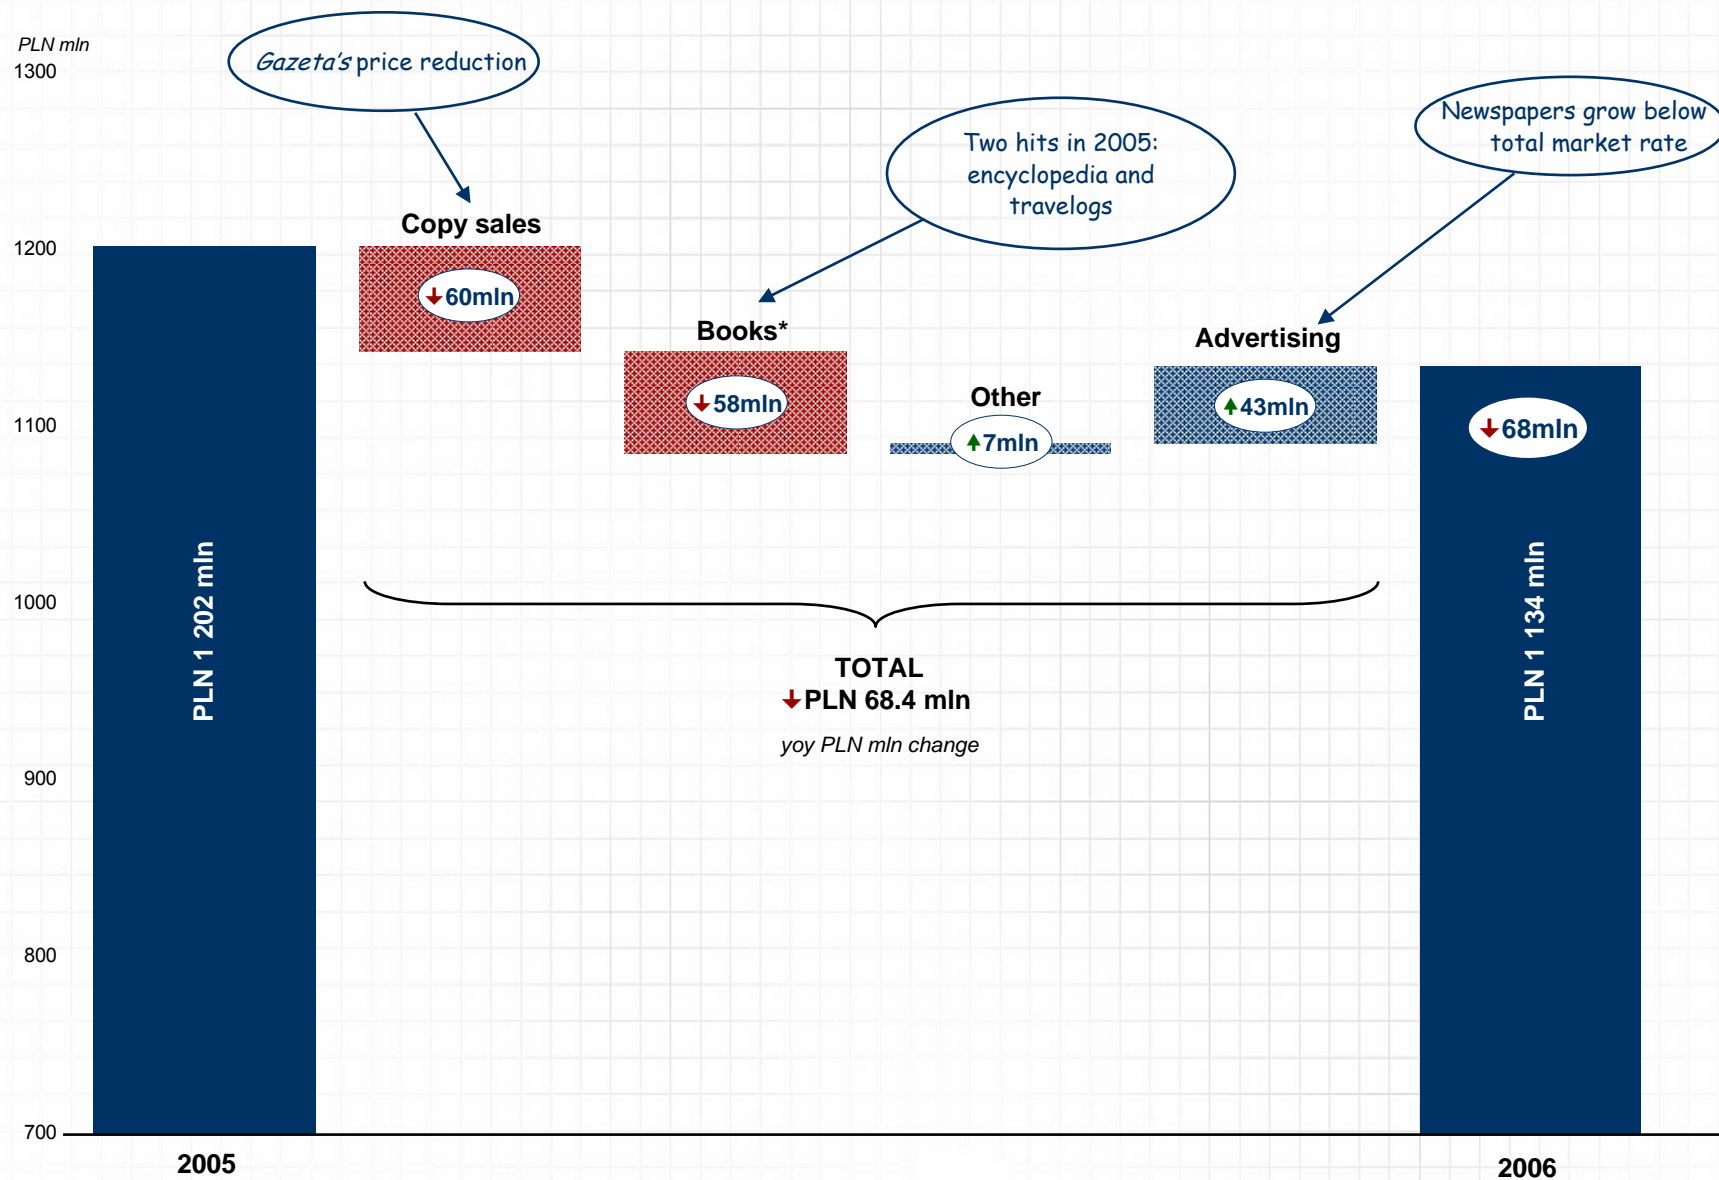 PLN mln
1300
1200
1100
1000
900
800
700
Gazeta's price reduction
Two hits in 2005:
encyclopedia and
travelogs
Newspapers grow below
total market rate
Copy sales
↓60mln
Books*
↓58mln
Other
↑7mln
Advertising
↑43mln
↓68mln
PLN 1 202 mln
PLN 1 134 mln
TOTAL
↓PLN 68.4 mln
yoy PLN mln change
2005
2006